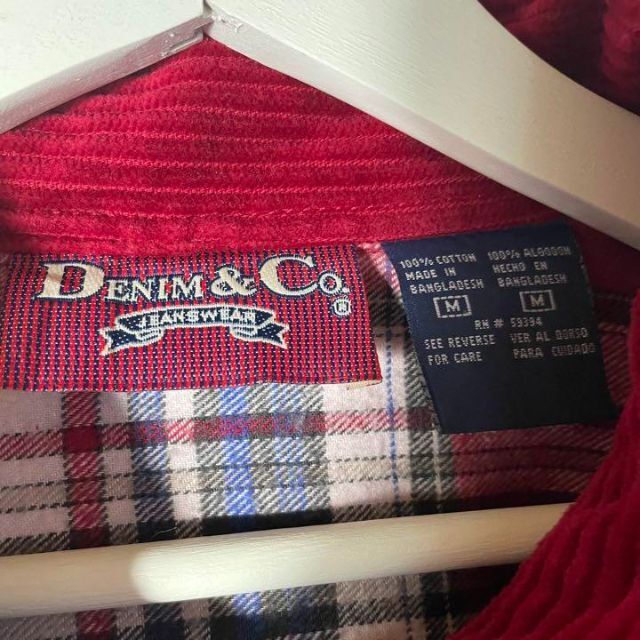 DENIM & CO.®
JEANSWEAR
100% COTTON
MADE IN
BANGLADESH
M
100% ALGODON
HECHO EN
BANGLADESH
M
RN # 53394
SEE REVERSE
FOR CARE
VER AL DORSO
PARA CUIDADO